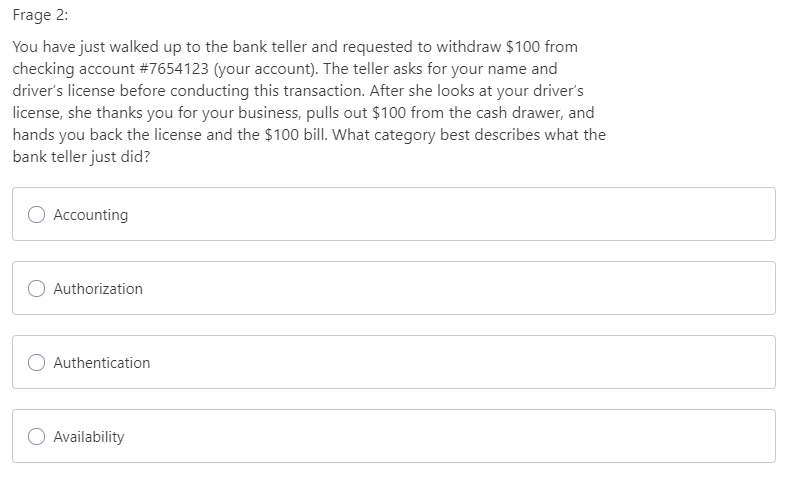 Frage 2:
You have just walked up to the bank teller and requested to withdraw $100 from
checking account #7654123 (your account). The teller asks for your name and
driver's license before conducting this transaction. After she looks at your driver's
license, she thanks you for your business, pulls out $100 from the cash drawer, and
hands you back the license and the $100 bill. What category best describes what the
bank teller just did?
Accounting
Authorization
Authentication
Availability